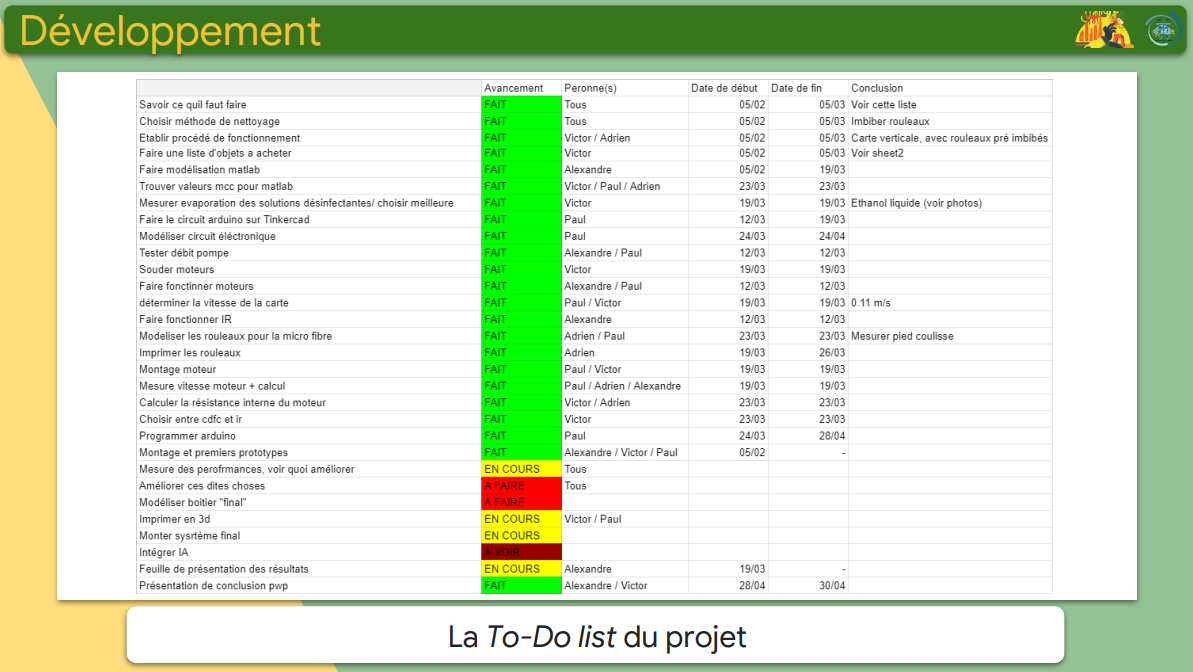 Développement
Avancement Peronne(s) Date de début Date de fin Conclusion
Savoir ce quil faut faire FAIT Tous 05/02 05/03 Voir cette liste
Choisir méthode de nettoyage FAIT Tous 05/02 05/03 Imbiber rouleaux
Etablir procédé de fonctionnement FAIT Victor / Adrien 05/02 05/03 Carte verticale, avec rouleaux pré imbibés
Faire une liste d'objets a acheter FAIT Victor 05/02 05/03 Voir sheet2
Faire modélisation matlab FAIT Alexandre 05/02 19/03
Trouver valeurs mcc pour matlab FAIT Victor / Paul / Adrien 23/03 23/03
Mesurer evaporation des solutions désinfectantes/ choisir meilleure FAIT Victor 19/03 19/03 Ethanol liquide (voir photos)
Faire le circuit arduino sur Tinkercad FAIT Paul 12/03 19/03
Modéliser circuit éléctronique FAIT Paul 24/03 24/04
Tester débit pompe FAIT Alexandre / Paul 12/03 12/03
Souder moteurs FAIT Victor 19/03 19/03
Faire fonctinner moteurs FAIT Alexandre / Paul 12/03 12/03
déterminer la vitesse de la carte FAIT Paul / Victor 19/03 19/03 0.11 m/s
Faire fonctionner IR FAIT Alexandre 12/03 12/03
Modeliser les rouleaux pour la micro fibre FAIT Adrien / Paul 23/03 23/03 Mesurer pied coulisse
Imprimer les rouleaux FAIT Adrien 19/03 26/03
Montage moteur FAIT Paul / Victor 19/03 19/03
Mesure vitesse moteur + calcul FAIT Paul / Adrien / Alexandre 19/03 19/03
Calculer la résistance interne du moteur FAIT Victor / Adrien 23/03 23/03
Choisir entre cdfc et ir FAIT Victor 23/03 23/03
Programmer arduino FAIT Paul 24/03 28/04
Montage et premiers prototypes FAIT Alexandre / Victor / Paul 05/02 -
Mesure des perofrmances, voir quoi améliorer EN COURS Tous
Améliorer ces dites choses A FAIRE Tous
Modéliser boitier "final" A FAIRE
Imprimer en 3d EN COURS Victor / Paul
Monter sysrtème final EN COURS
Intégrer IA A VOIR
Feuille de présentation des résultats EN COURS Alexandre 19/03 -
Présentation de conclusion pwp FAIT Alexandre / Victor 28/04 30/04
La To-Do list du projet